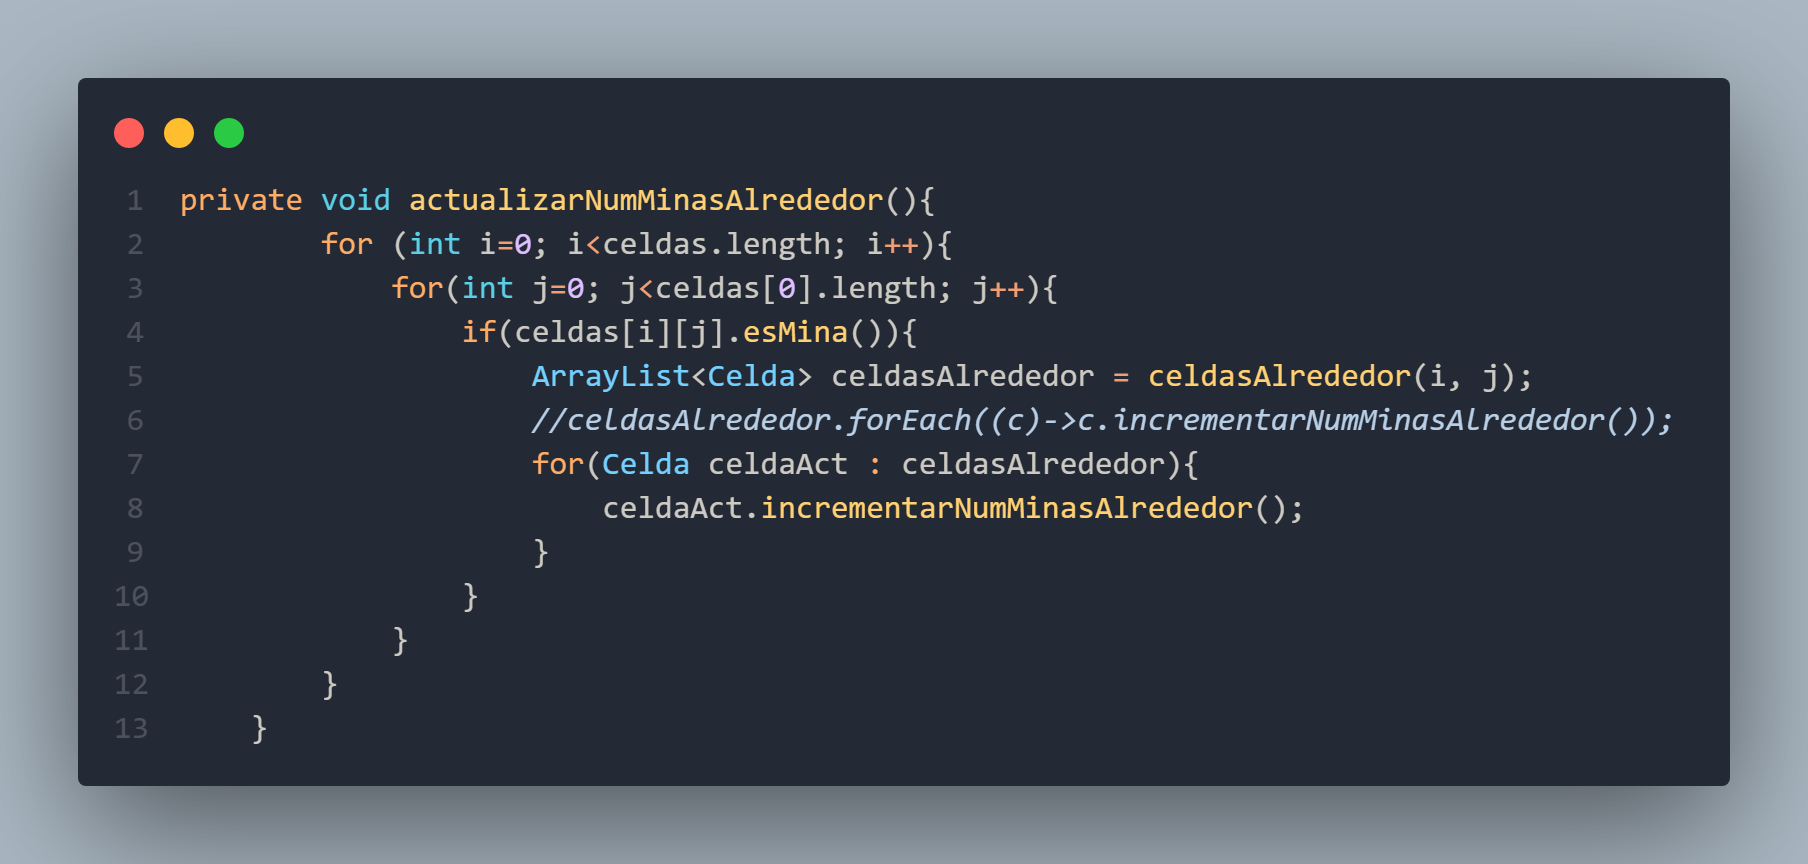 1 private void actualizarNumMinasAlrededor(){
2         for (int i=0; i<celdas.length; i++){
3             for(int j=0; j<celdas[0].length; j++){
4                 if(celdas[i][j].esMina()){
5                     ArrayList<Celda> celdasAlrededor = celdasAlrededor(i, j);
6                     //celdasAlrededor.forEach((c)->c.incrementarNumMinasAlrededor());
7                     for(Celda celdaAct : celdasAlrededor){
8                         celdaAct.incrementarNumMinasAlrededor();
9                     }
10                 }
11             }
12         }
13     }